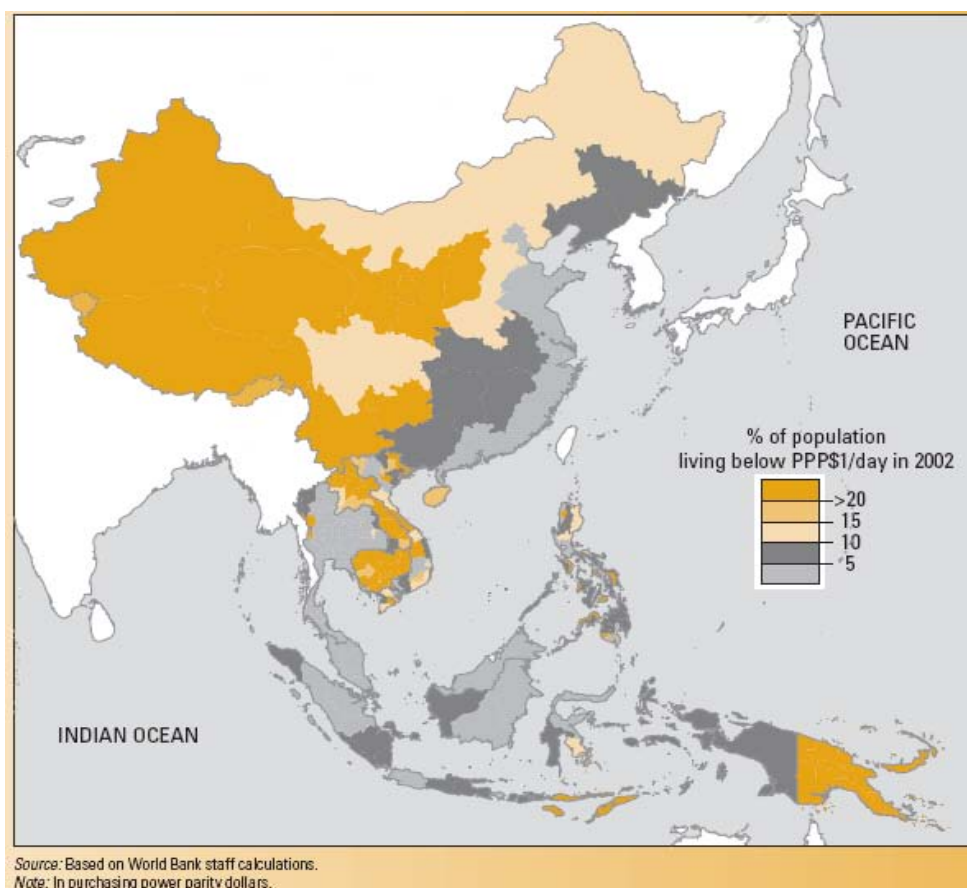 PACIFIC
OCEAN
% of population
living below PPP$1/day in 2002
>20
15
10
5
INDIAN OCEAN
Source: Based on World Bank staff calculations.
Note: In purchasing power parity dollars.